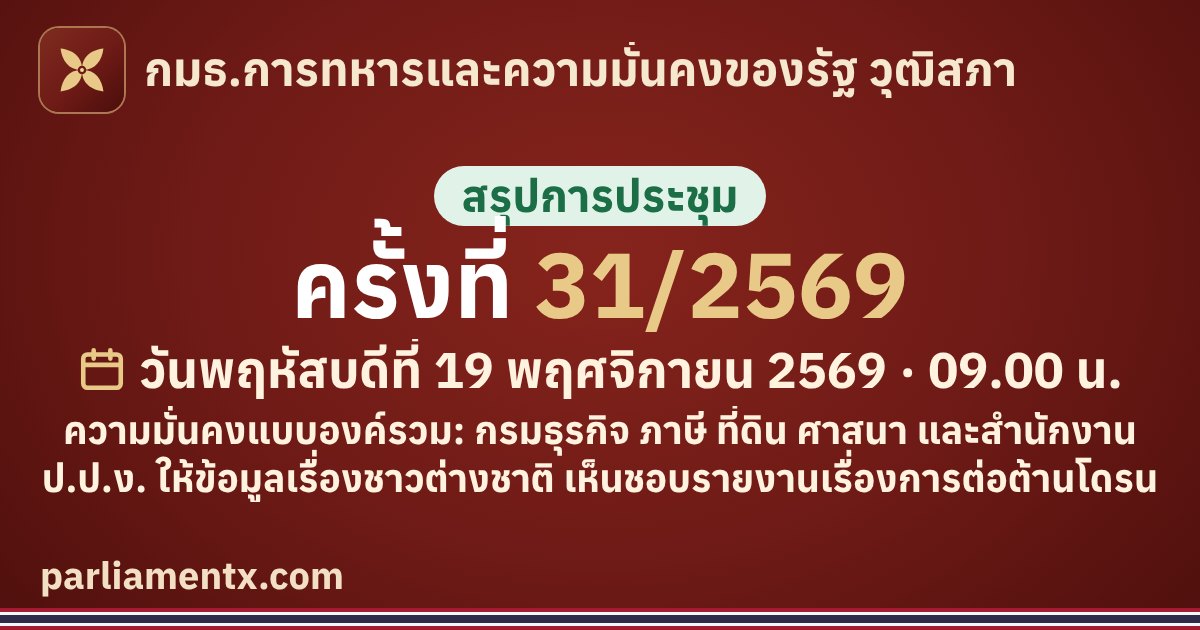 กมธ.การทหารและความมั่นคงของรัฐ วุฒิสภา
สรุปการประชุม
ครั้งที่ 31/2569
วันพฤหัสบดีที่ 19 พฤศจิกายน 2569 · 09.00 น.
ความมั่นคงแบบองค์รวม: กรมธุรกิจ ภาษี ที่ดิน ศาสนา และสำนักงาน
ป.ป.ง. ให้ข้อมูลเรื่องชาวต่างชาติ เห็นชอบรายงานเรื่องการต่อต้านโดรน
parliamentx.com